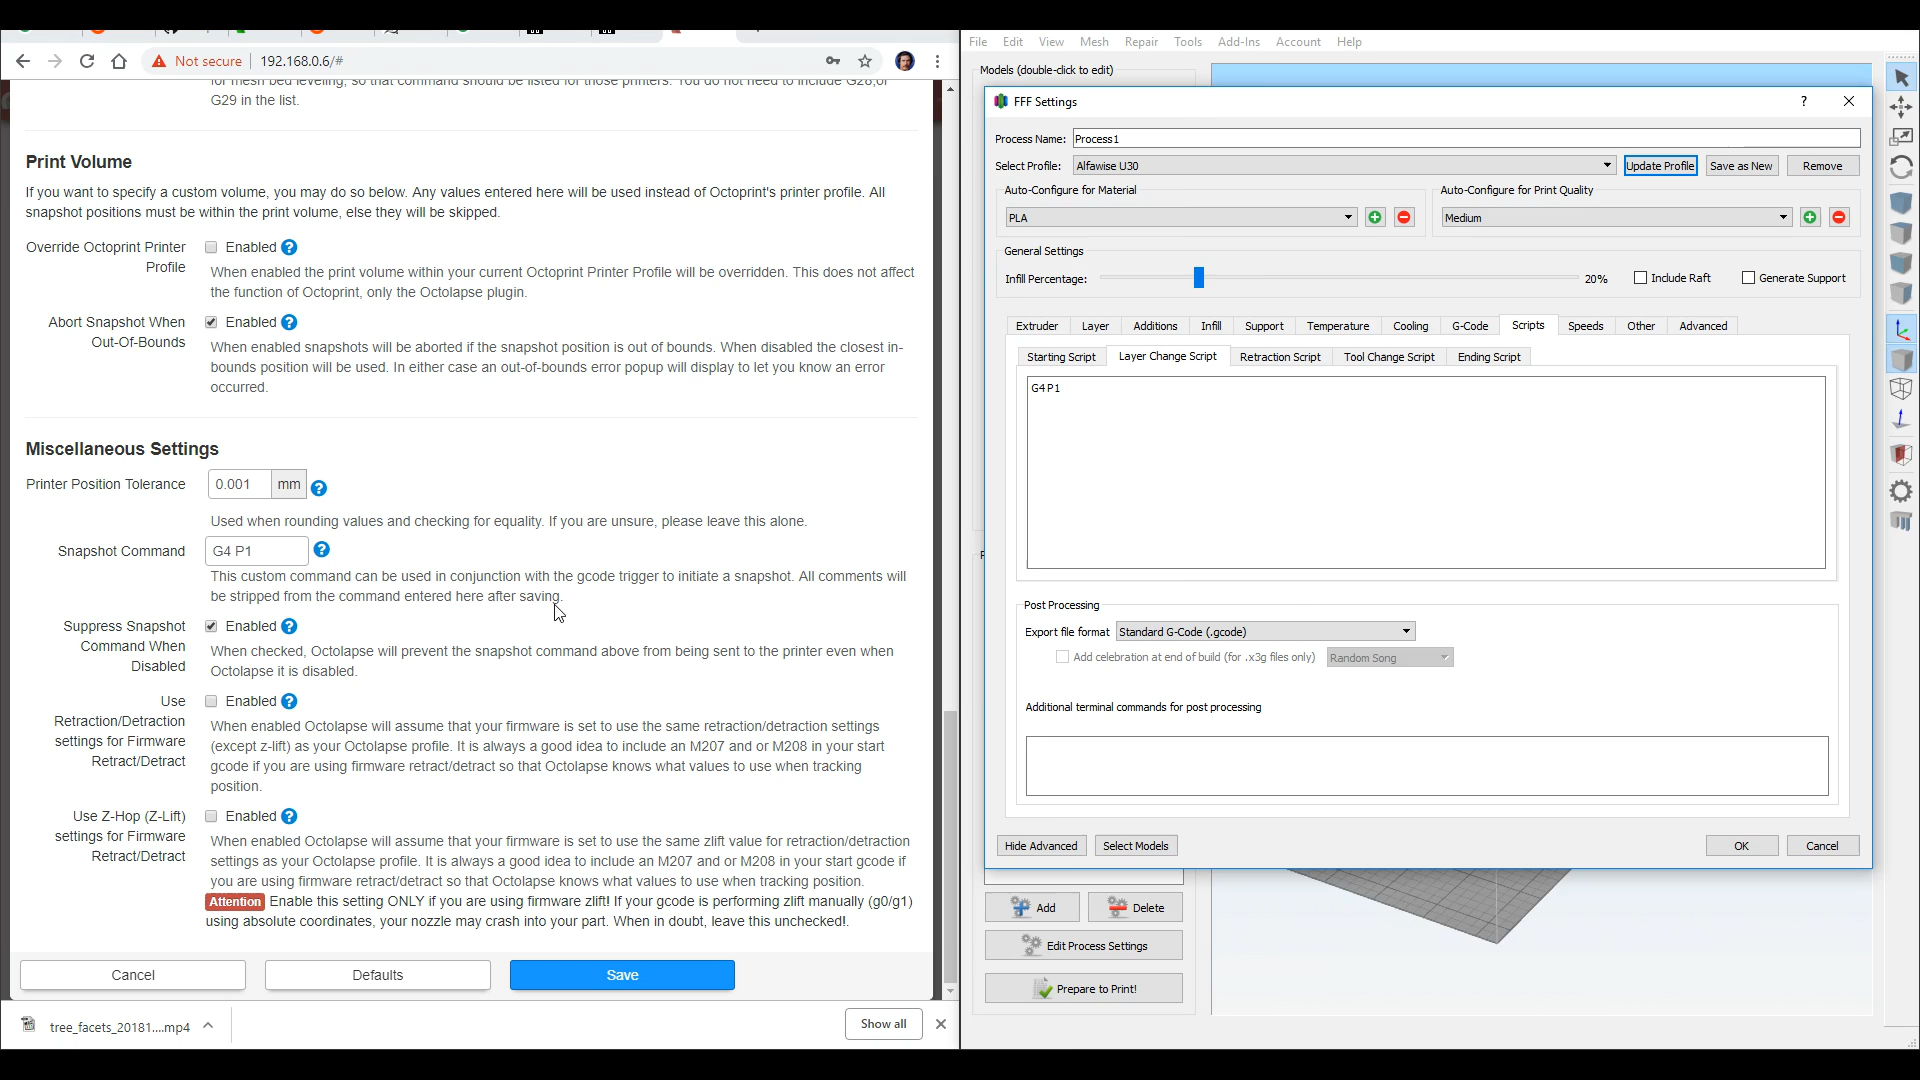 Not secure 192.168.0.6/#
for mesh bed leveling, so that command should be listed for those printers. You do not need to include G28,or
G29 in the list.
Print Volume
If you want to specify a custom volume, you may do so below. Any values entered here will be used instead of Octoprint's printer profile. All
snapshot positions must be within the print volume, else they will be skipped.
Override Octoprint Printer
Profile
Enabled
When enabled the print volume within your current Octoprint Printer Profile will be overridden. This does not affect
the function of Octoprint, only the Octolapse plugin.
Abort Snapshot When
Out-Of-Bounds
Enabled
When enabled snapshots will be aborted if the snapshot position is out of bounds. When disabled the closest in-
bounds position will be used. In either case an out-of-bounds error popup will display to let you know an error
occurred.
Miscellaneous Settings
Printer Position Tolerance
0.001 mm
Used when rounding values and checking for equality. If you are unsure, please leave this alone.
Snapshot Command
G4 P1
This custom command can be used in conjunction with the gcode trigger to initiate a snapshot. All comments will
be stripped from the command entered here after saving.
Suppress Snapshot
Command When
Disabled
Enabled
When checked, Octolapse will prevent the snapshot command above from being sent to the printer even when
Octolapse it is disabled.
Use
Retraction/Detraction
settings for Firmware
Retract/Detract
Enabled
When enabled Octolapse will assume that your firmware is set to use the same retraction/detraction settings
(except z-lift) as your Octolapse profile. It is always a good idea to include an M207 and or M208 in your start
gcode if you are using firmware retract/detract so that Octolapse knows what values to use when tracking
position.
Use Z-Hop (Z-Lift)
settings for Firmware
Retract/Detract
Enabled
When enabled Octolapse will assume that your firmware is set to use the same zlift value for retraction/detraction
settings as your Octolapse profile. It is always a good idea to include an M207 and or M208 in your start gcode if
you are using firmware retract/detract so that Octolapse knows what values to use when tracking position.
Attention Enable this setting ONLY if you are using firmware zlift! If your gcode is performing zlift manually (g0/g1)
using absolute coordinates, your nozzle may crash into your part. When in doubt, leave this unchecked!.
Cancel Defaults Save
tree_facets_20181....mp4 Show all
File Edit View Mesh Repair Tools Add-Ins Account Help
Models (double-click to edit)
FFF Settings ?
Process Name: Process1
Select Profile: Alfawise U30 Update Profile Save as New Remove
Auto-Configure for Material Auto-Configure for Print Quality
PLA Medium
General Settings
Infill Percentage: 20% Include Raft Generate Support
Extruder Layer Additions Infill Support Temperature Cooling G-Code Scripts Speeds Other Advanced
Starting Script Layer Change Script Retraction Script Tool Change Script Ending Script
G4 P1
Post Processing
Export file format Standard G-Code (.gcode)
Add celebration at end of build (for .x3g files only) Random Song
Additional terminal commands for post processing
Hide Advanced Select Models OK Cancel
Add Delete
Edit Process Settings
Prepare to Print!